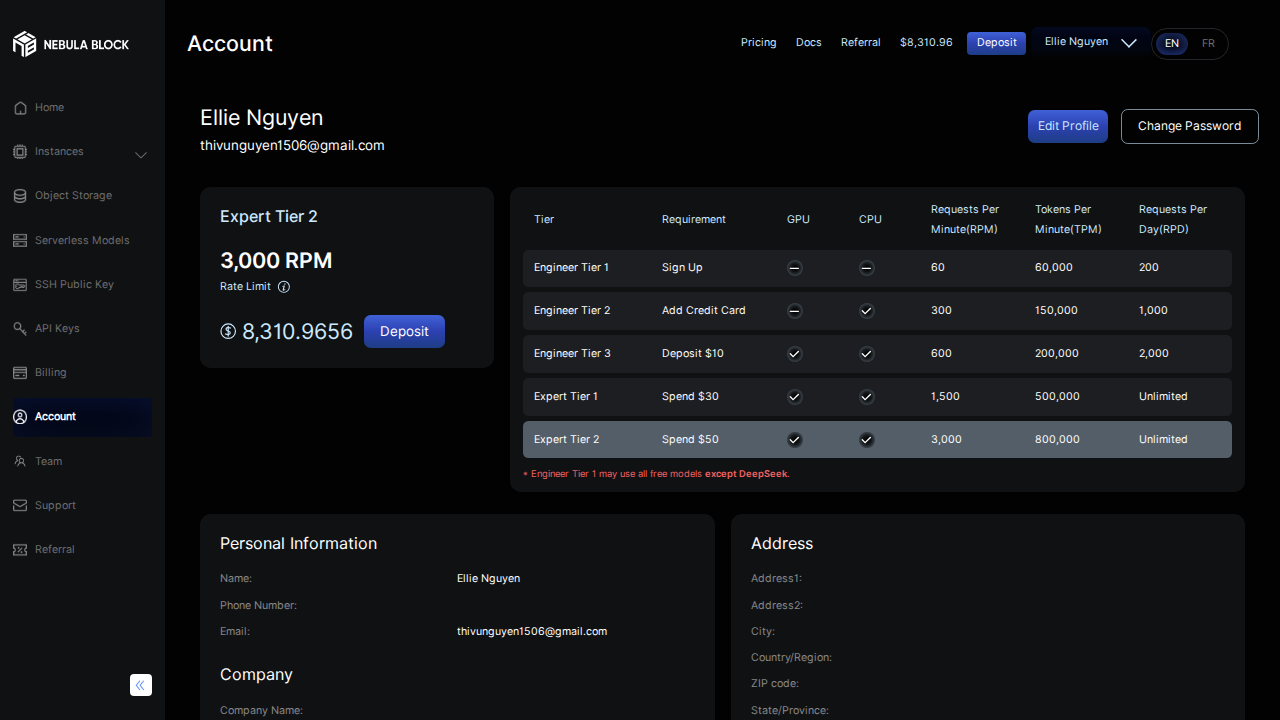 NEBULA BLOCK
Account
Pricing Docs Referral $8,310.96 Deposit Ellie Nguyen EN FR
Home
Instances
Object Storage
Serverless Models
SSH Public Key
API Keys
Billing
Account
Team
Support
Referral
Ellie Nguyen
thivunguyen1506@gmail.com
Edit Profile Change Password
Expert Tier 2
3,000 RPM
Rate Limit
8,310.9656 Deposit
Tier Requirement GPU CPU Requests Per Minute(RPM) Tokens Per Minute(TPM) Requests Per Day(RPD)
Engineer Tier 1 Sign Up 60 60,000 200
Engineer Tier 2 Add Credit Card 300 150,000 1,000
Engineer Tier 3 Deposit $10 600 200,000 2,000
Expert Tier 1 Spend $30 1,500 500,000 Unlimited
Expert Tier 2 Spend $50 3,000 800,000 Unlimited
* Engineer Tier 1 may use all free models except DeepSeek.
Personal Information
Name: Ellie Nguyen
Phone Number:
Email: thivunguyen1506@gmail.com
Company
Company Name:
Address
Address1:
Address2:
City:
Country/Region:
ZIP code:
State/Province: